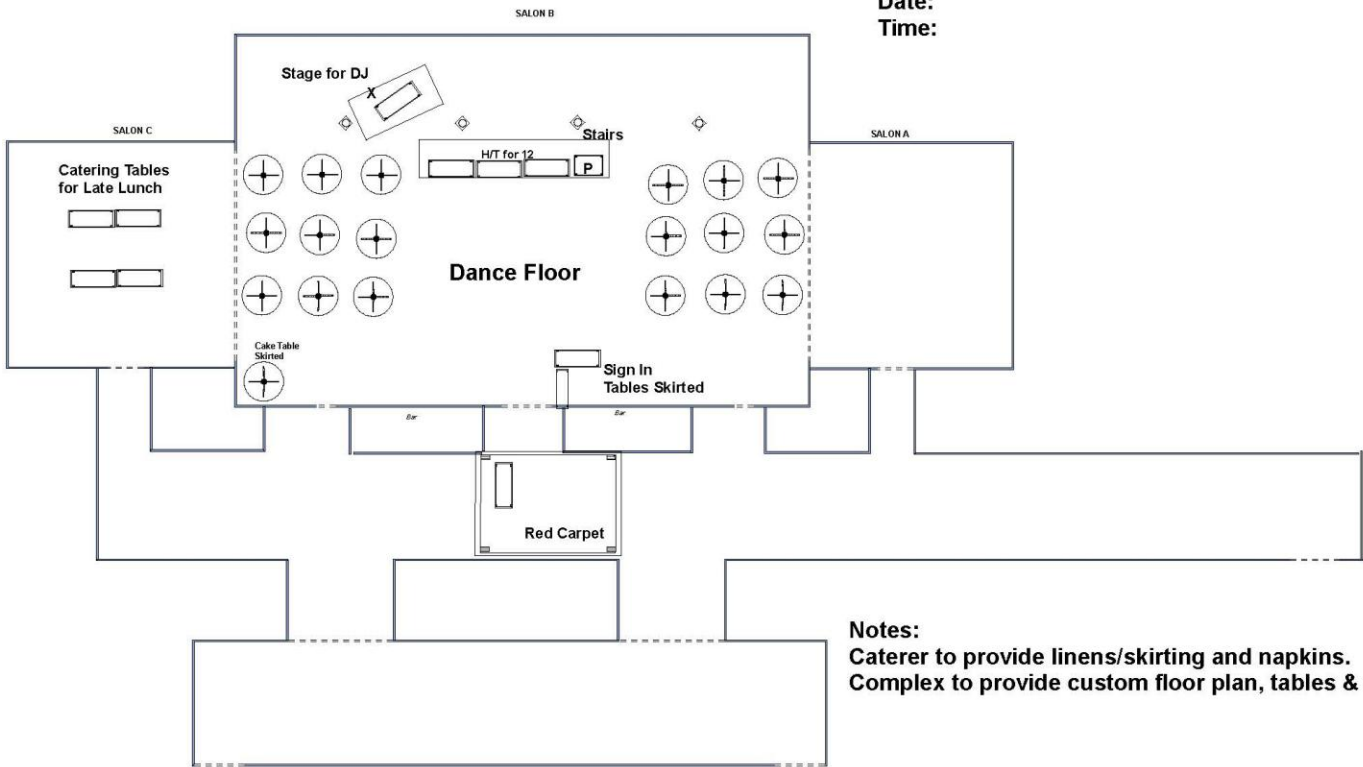 Date:
Time:
SALON B
Stage for DJ
X
Stairs
SALON C
SALON A
H/T for 12
P
Catering Tables
for Late Lunch
Dance Floor
Cake Table
Skirted
Sign In
Tables Skirted
Bar
Bar
Red Carpet
Notes:
Caterer to provide linens/skirting and napkins.
Complex to provide custom floor plan, tables &